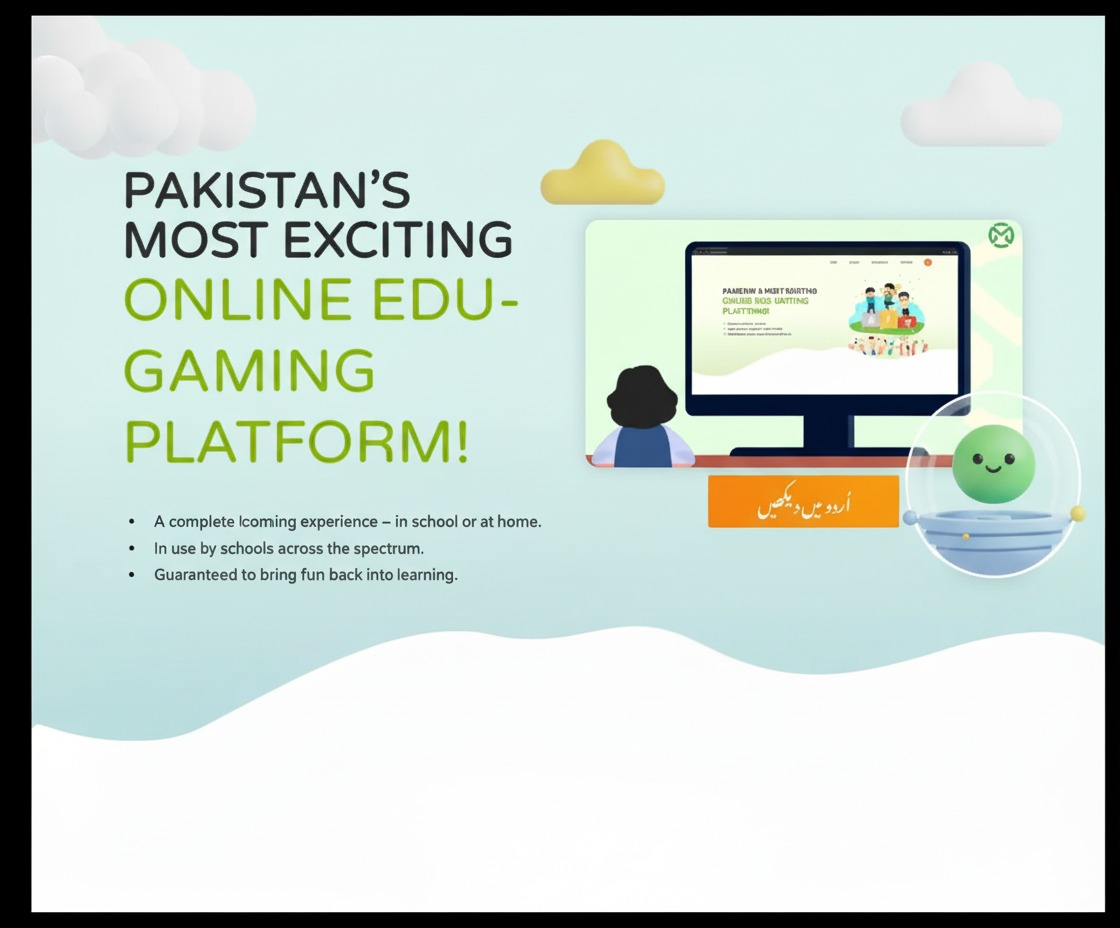 PAKISTAN'S
MOST EXCITING
ONLINE EDU-
GAMING
PLATFORM!
• A complete lcoming experience – in school or at home.
• In use by schools across the spectrum.
• Guaranteed to bring fun back into learning.
اُردو میں دیکھیں